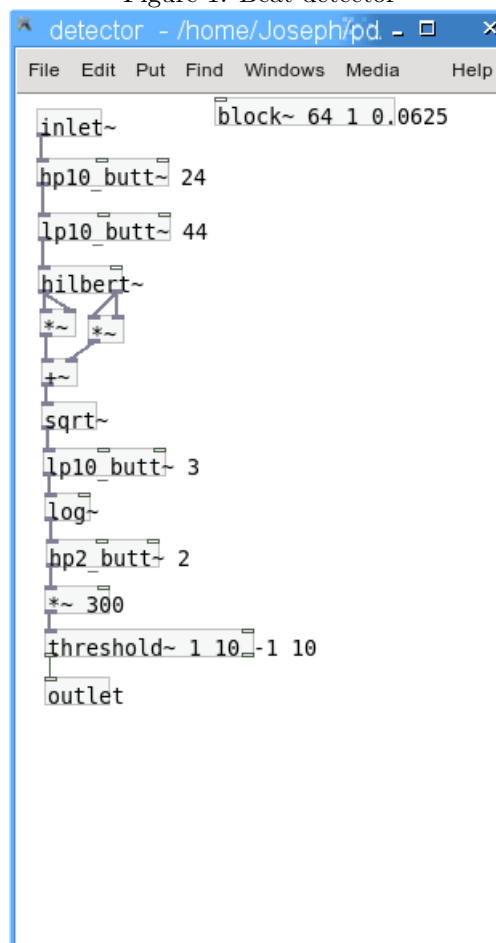 Figure 1: Beat detector
detector - /home/Joseph/pd.
File Edit Put Find Windows Media Help
inlet~
block~ 64 1 0.0625
hp10_butt~ 24
lp10_butt~ 44
hilbert~
*~ *~
+~
sqrt~
lp10_butt~ 3
log~
hp2_butt~ 2
*~ 300
threshold~ 1 10 -1 10
outlet